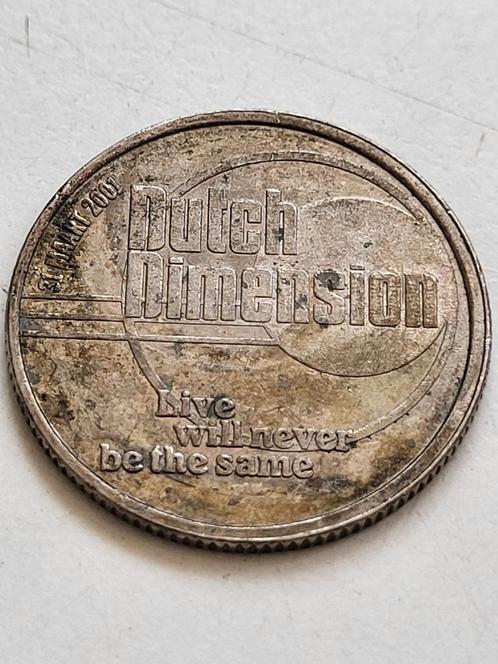 31 MAART 2001
Dutch
Dimension
Live
will never
be the same